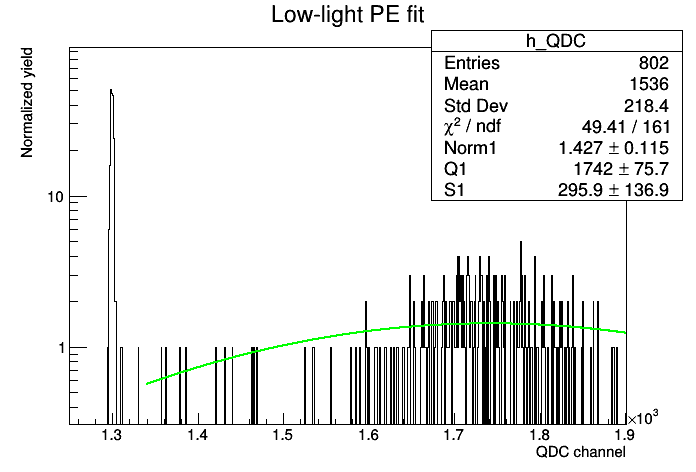 Low-light PE fit
h_QDC
Entries 802
Mean 1536
Std Dev 218.4
χ² / ndf 49.41 / 161
Norm1 1.427 ± 0.115
Q1 1742 ± 75.7
S1 295.9 ± 136.9
Normalized yield
10
1
1.3 1.4 1.5 1.6 1.7 1.8 1.9
×10³
QDC channel